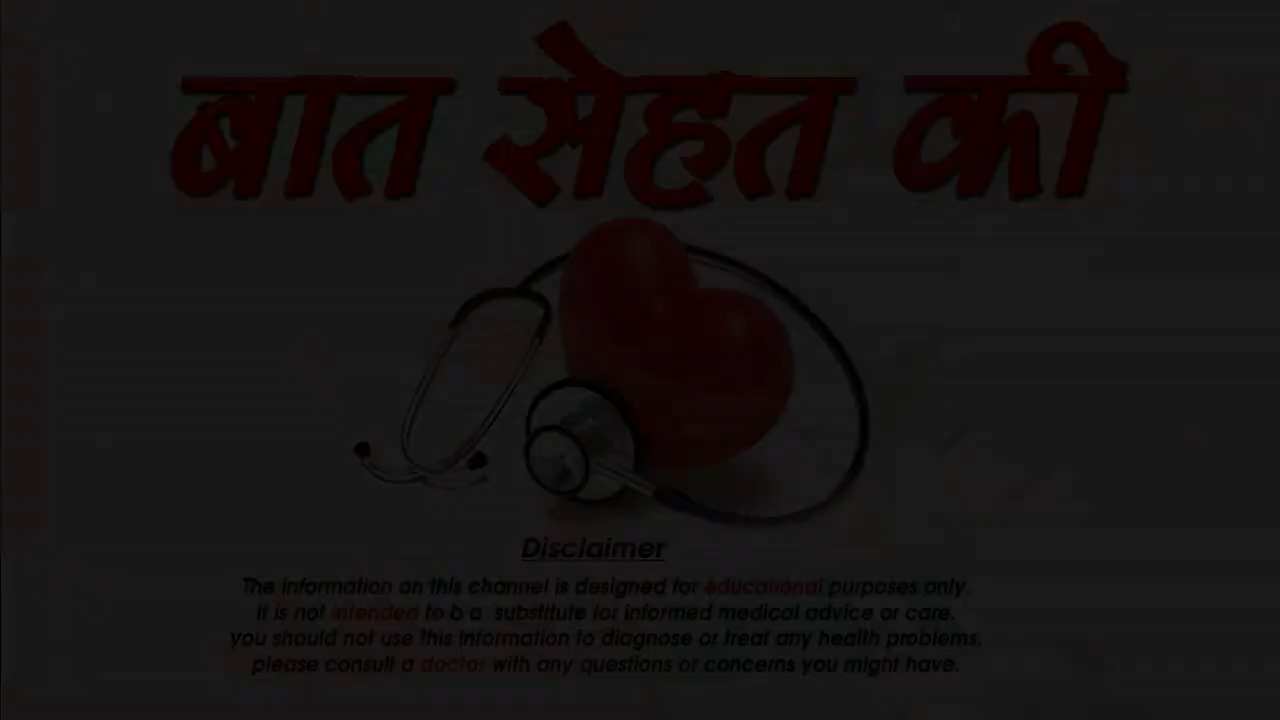 बात सेहत की
Disclaimer
The information on this channel is designed for educational purposes only.
it is not intended to b a substitute for informed medical advice or care.
you should not use this information to diagnose or treat any health problems.
please consult a doctor with any questions or concerns you might have.